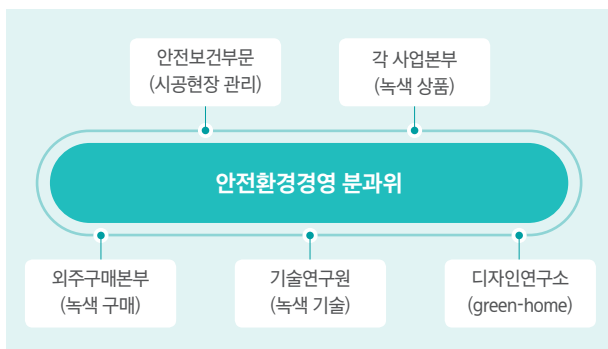 안전보건부문
(시공현장 관리)
각 사업본부
(녹색 상품)
안전환경경영 분과위
외주구매본부
(녹색 구매)
기술연구원
(녹색 기술)
디자인연구소
(green-home)